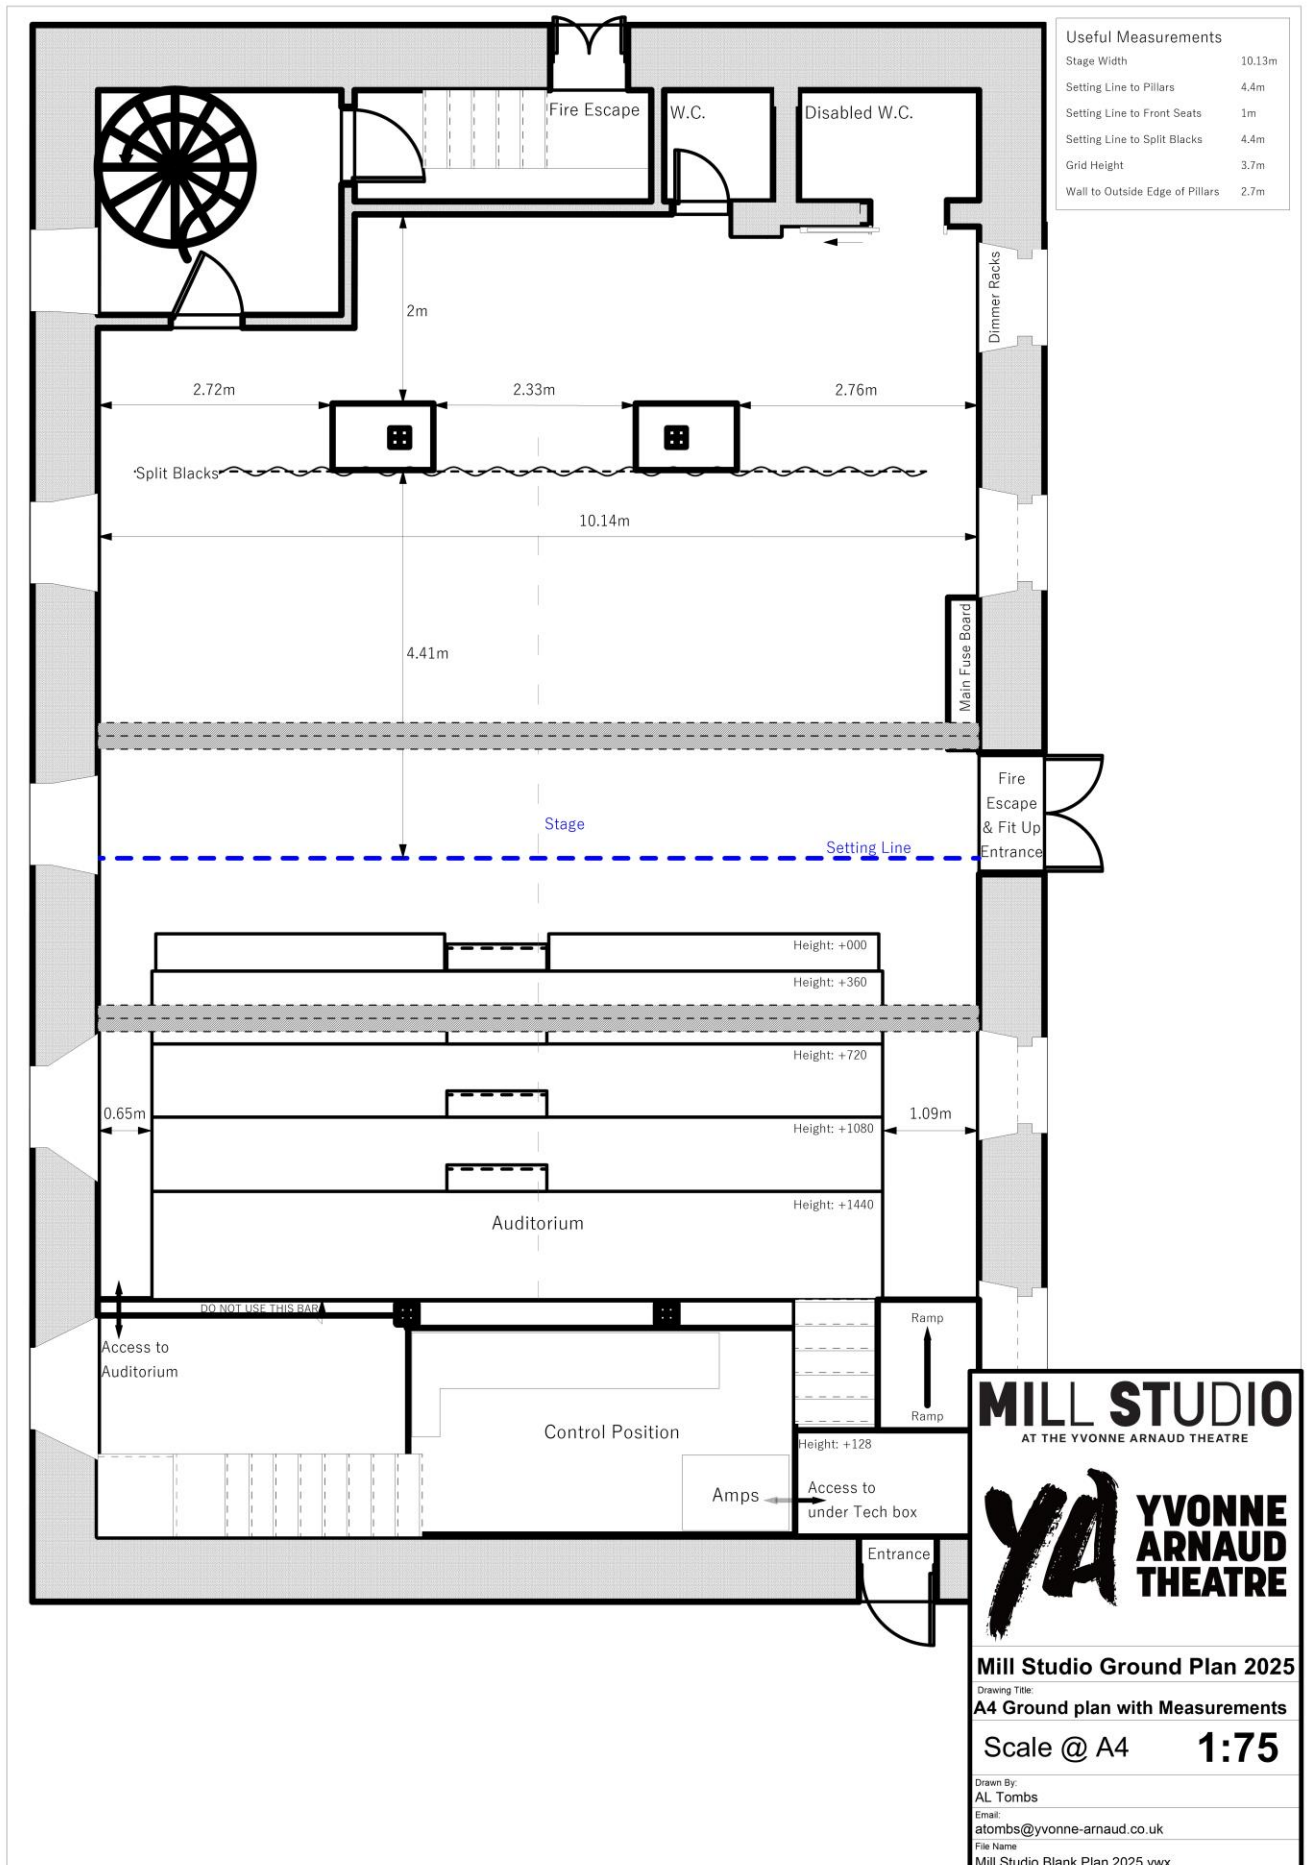 Useful Measurements
Stage Width 10.13m
Setting Line to Pillars 4.4m
Setting Line to Front Seats 1m
Setting Line to Split Blacks 4.4m
Grid Height 3.7m
Wall to Outside Edge of Pillars 2.7m
Fire Escape
W.C.
Disabled W.C.
Dimmer Racks
2m
2.72m
2.33m
2.76m
Split Blacks
10.14m
4.41m
Main Fuse Board
Fire
Escape
& Fit Up
Entrance
Stage
Setting Line
Height: +000
Height: +360
Height: +720
0.65m
1.09m
Height: +1080
Height: +1440
Auditorium
DO NOT USE THIS BAR
Access to
Auditorium
Ramp
Ramp
Control Position
Height: +128
Amps
Access to
under Tech box
Entrance
MILL STUDIO
AT THE YVONNE ARNAUD THEATRE
YA
YVONNE
ARNAUD
THEATRE
Mill Studio Ground Plan 2025
Drawing Title:
A4 Ground plan with Measurements
Scale @ A4 1:75
Drawn By:
AL Tombs
Email:
atombs@yvonne-arnaud.co.uk
File Name
Mill Studio Blank Plan 2025.vwx